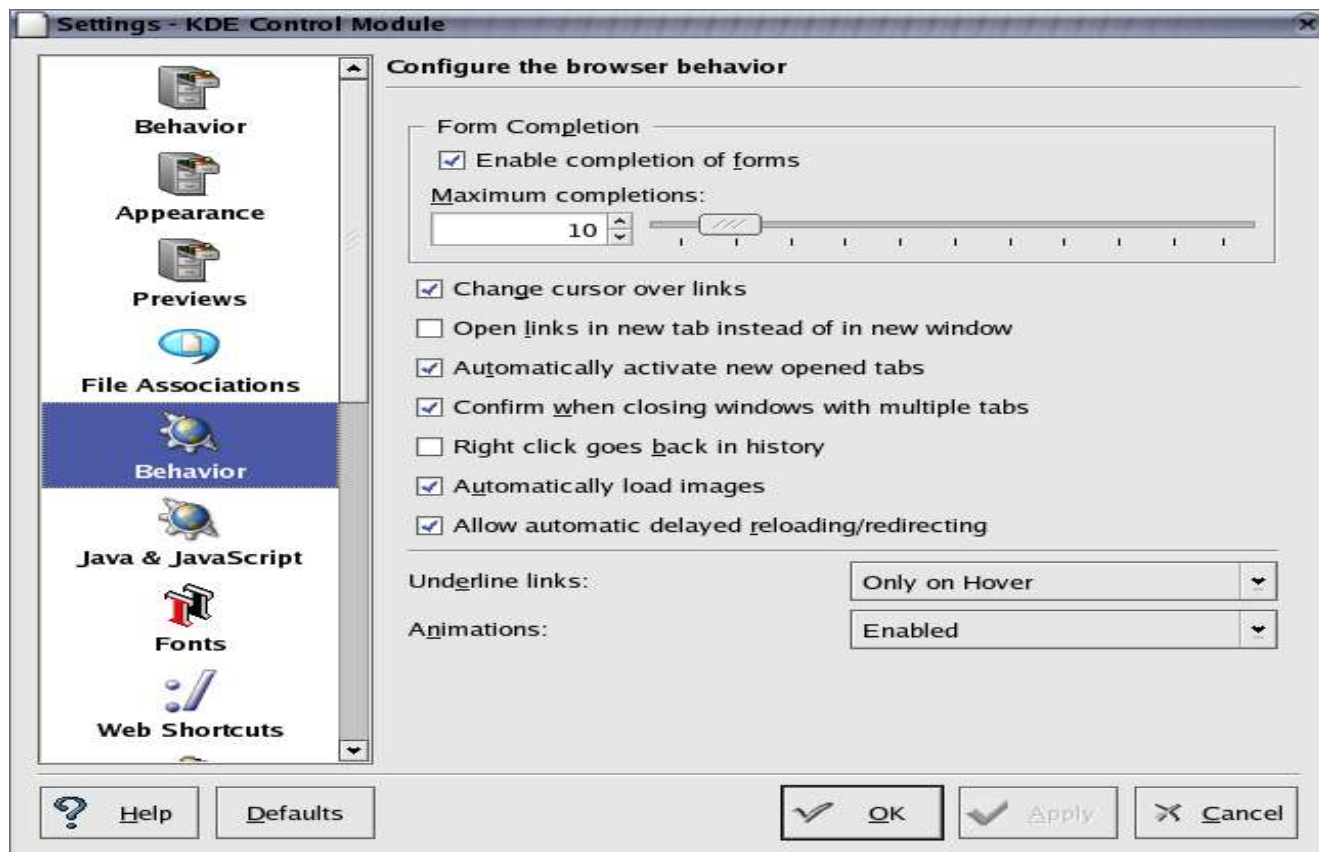 Settings - KDE Control Module
Behavior
Appearance
Previews
File Associations
Behavior
Java & JavaScript
Fonts
Web Shortcuts
Configure the browser behavior
Form Completion
Enable completion of forms
Maximum completions:
10
Change cursor over links
Open links in new tab instead of in new window
Automatically activate new opened tabs
Confirm when closing windows with multiple tabs
Right click goes back in history
Automatically load images
Allow automatic delayed reloading/redirecting
Underline links: Only on Hover
Animations: Enabled
Help Defaults OK Apply Cancel